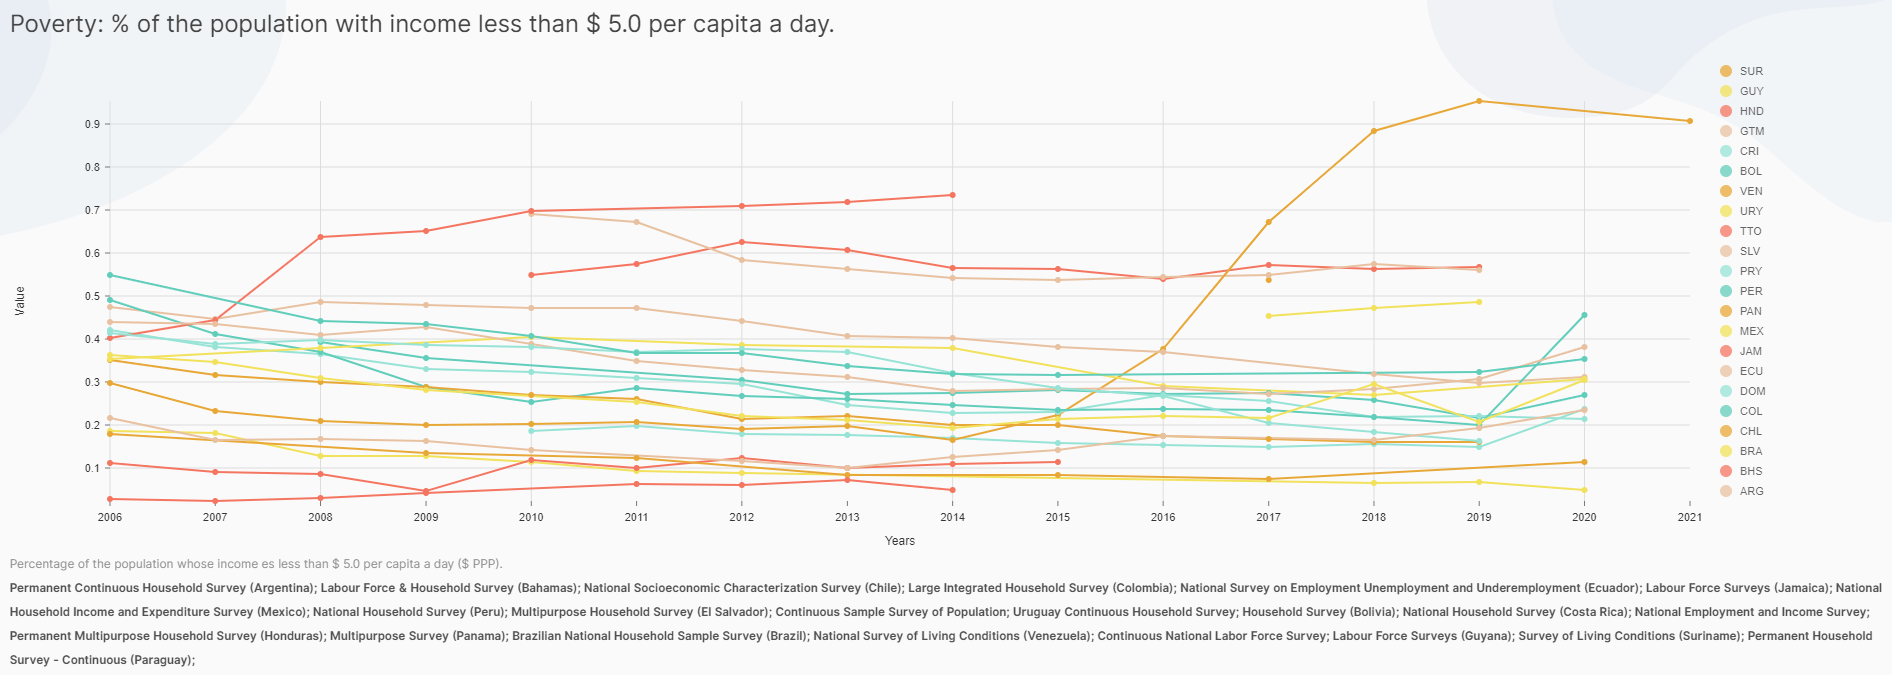 Poverty: % of the population with income less than $ 5.0 per capita a day.
SUR
GUY
HND
GTM
CRI
BOL
VEN
URY
TTO
SLV
PRY
PER
PAN
MEX
JAM
ECU
DOM
COL
CHL
BRA
BHS
ARG
0.9
0.8
0.7
0.6
0.5
0.4
0.3
0.2
0.1
Value
2006 2007 2008 2009 2010 2011 2012 2013 2014 2015 2016 2017 2018 2019 2020 2021
Years
Percentage of the population whose income es less than $ 5.0 per capita a day ($ PPP).
Permanent Continuous Household Survey (Argentina); Labour Force & Household Survey (Bahamas); National Socioeconomic Characterization Survey (Chile); Large Integrated Household Survey (Colombia); National Survey on Employment Unemployment and Underemployment (Ecuador); Labour Force Surveys (Jamaica); National
Household Income and Expenditure Survey (Mexico); National Household Survey (Peru); Multipurpose Household Survey (El Salvador); Continuous Sample Survey of Population; Uruguay Continuous Household Survey; Household Survey (Bolivia); National Household Survey (Costa Rica); National Employment and Income Survey;
Permanent Multipurpose Household Survey (Honduras); Multipurpose Survey (Panama); Brazilian National Household Sample Survey (Brazil); National Survey of Living Conditions (Venezuela); Continuous National Labor Force Survey; Labour Force Surveys (Guyana); Survey of Living Conditions (Suriname); Permanent Household
Survey - Continuous (Paraguay);